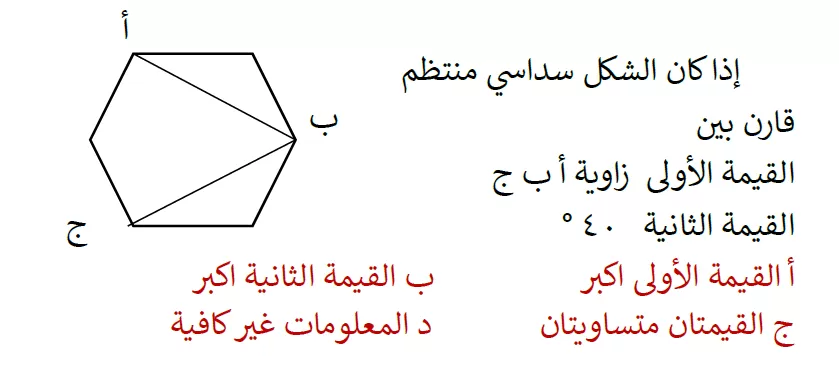 أ
إذا كان الشكل سداسي منتظم
ب
قارن بين
القيمة الأولى زاوية أ ب ج
ج
القيمة الثانية ٤٠ °
أ القيمة الأولى اكبر ب القيمة الثانية اكبر
ج القيمتان متساويتان د المعلومات غير كافية